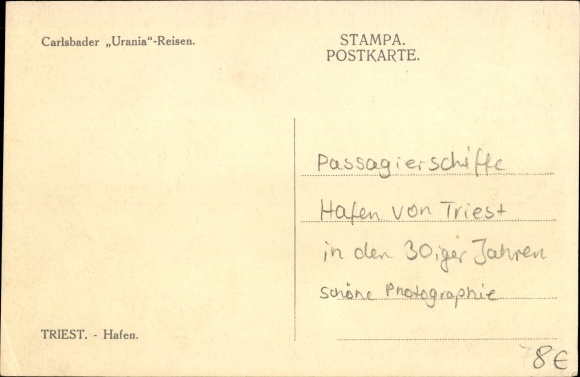 Carlsbader „Urania“-Reisen.
STAMPA.
POSTKARTE.
Passagierschiffe
Hafen von Triest
in den 30iger Jahren
schöne Photographie
TRIEST. - Hafen.
8€